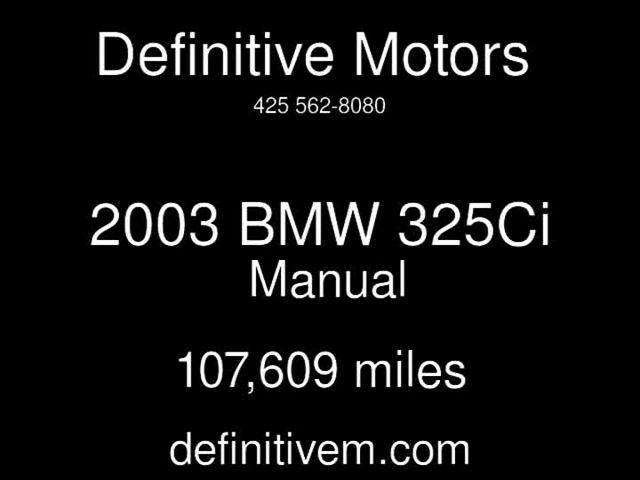 Definitive Motors
425 562-8080
2003 BMW 325Ci
Manual
107,609 miles
definitivem.com